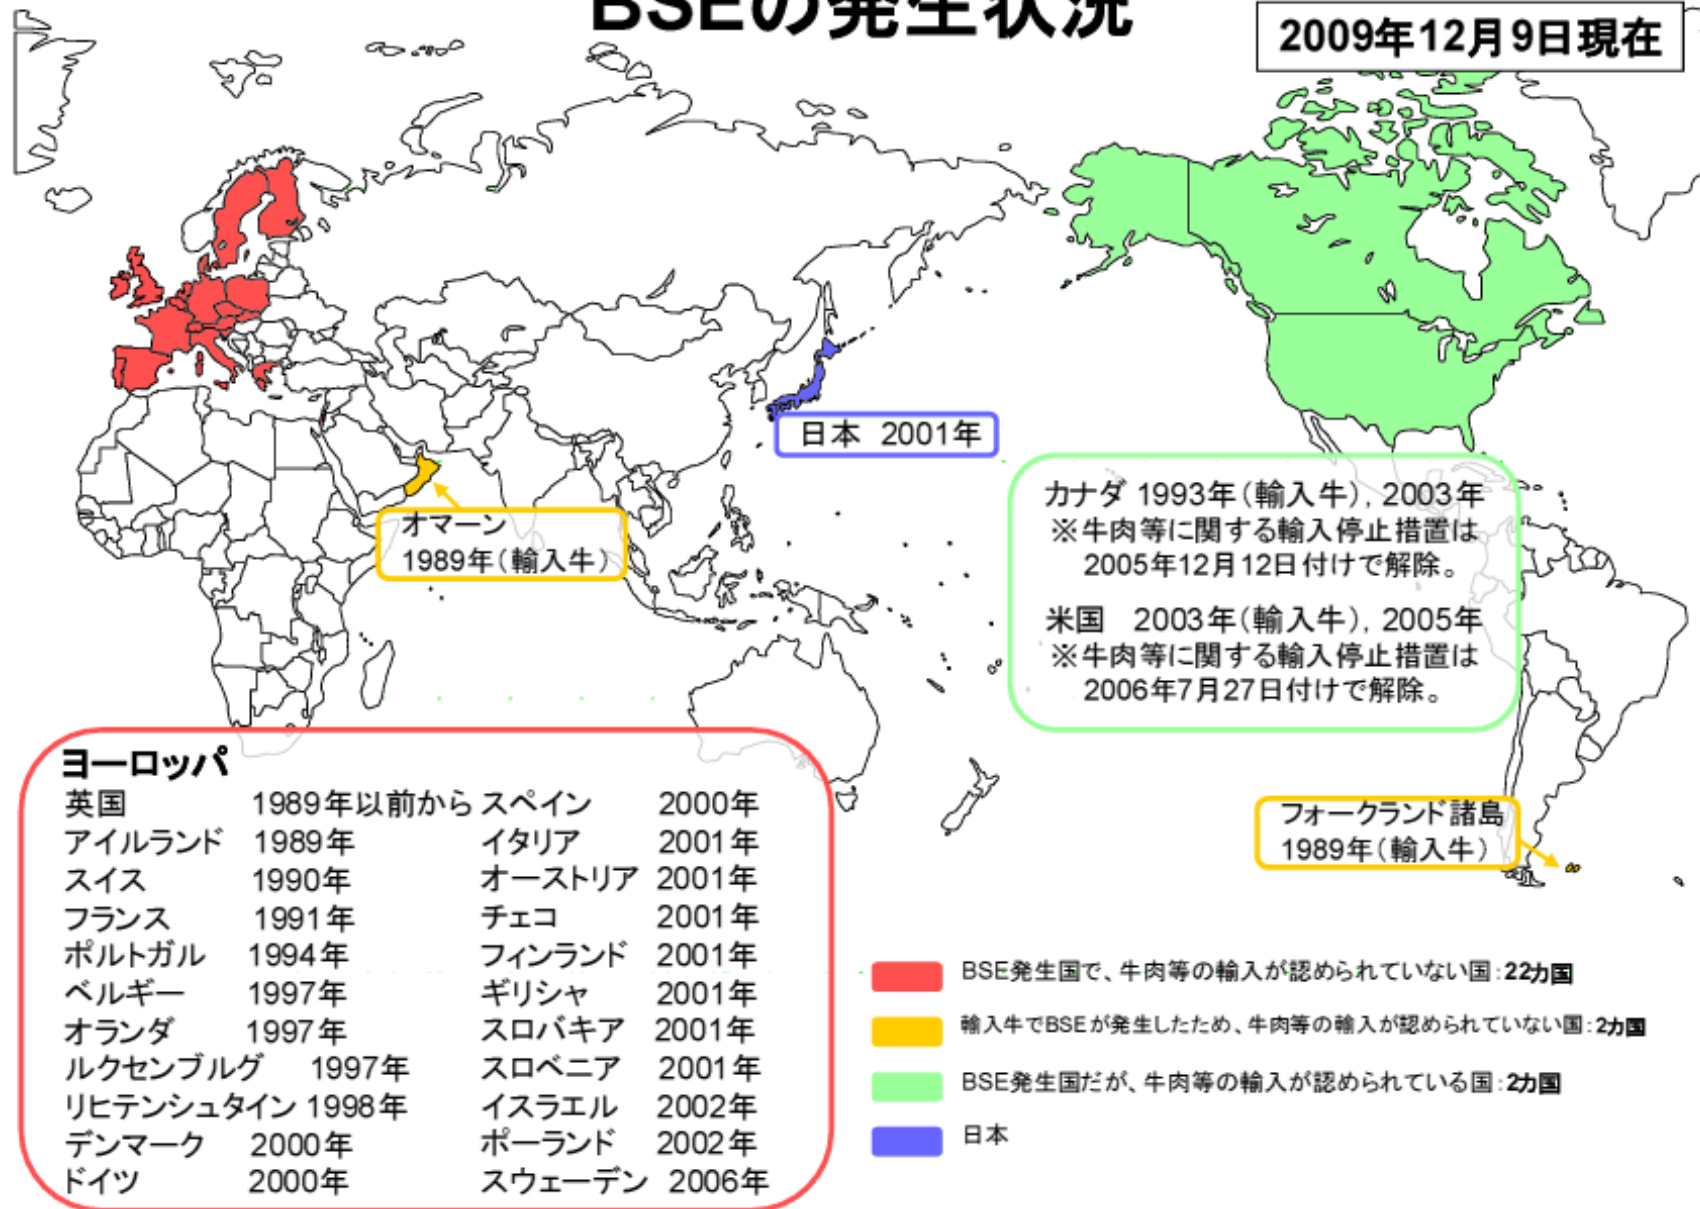 BSEの発生状況
2009年12月9日現在
日本 2001年
オマーン
1989年(輸入牛)
カナダ 1993年(輸入牛), 2003年
※牛肉等に関する輸入停止措置は
2005年12月12日付けで解除。
米国 2003年(輸入牛), 2005年
※牛肉等に関する輸入停止措置は
2006年7月27日付けで解除。
フォークランド諸島
1989年(輸入牛)
ヨーロッパ
英国 1989年以前から スペイン 2000年
アイルランド 1989年 イタリア 2001年
スイス 1990年 オーストリア 2001年
フランス 1991年 チェコ 2001年
ポルトガル 1994年 フィンランド 2001年
ベルギー 1997年 ギリシャ 2001年
オランダ 1997年 スロバキア 2001年
ルクセンブルグ 1997年 スロベニア 2001年
リヒテンシュタイン 1998年 イスラエル 2002年
デンマーク 2000年 ポーランド 2002年
ドイツ 2000年 スウェーデン 2006年
BSE発生国で、牛肉等の輸入が認められていない国:22カ国
輸入牛でBSEが発生したため、牛肉等の輸入が認められていない国:2カ国
BSE発生国だが、牛肉等の輸入が認められている国:2カ国
日本